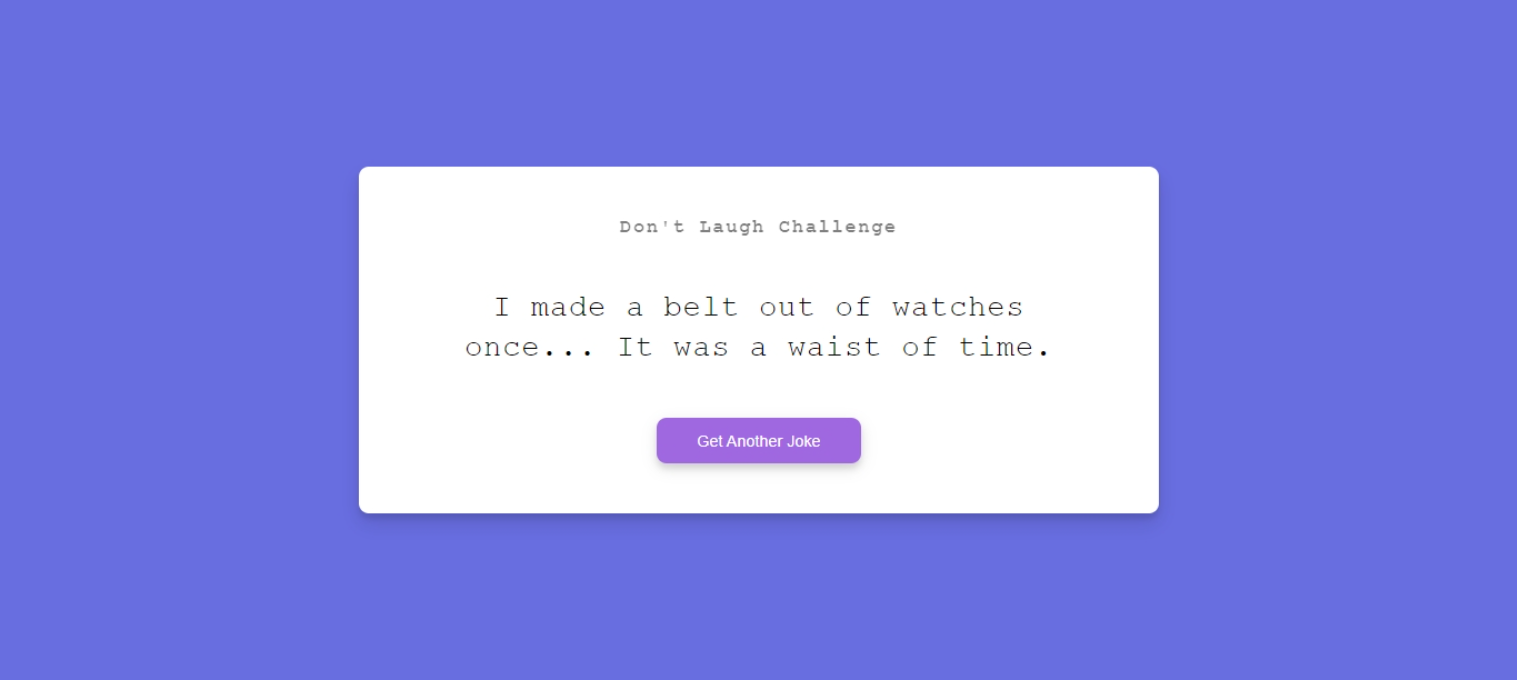 Don't Laugh Challenge
I made a belt out of watches
once... It was a waist of time.
Get Another Joke